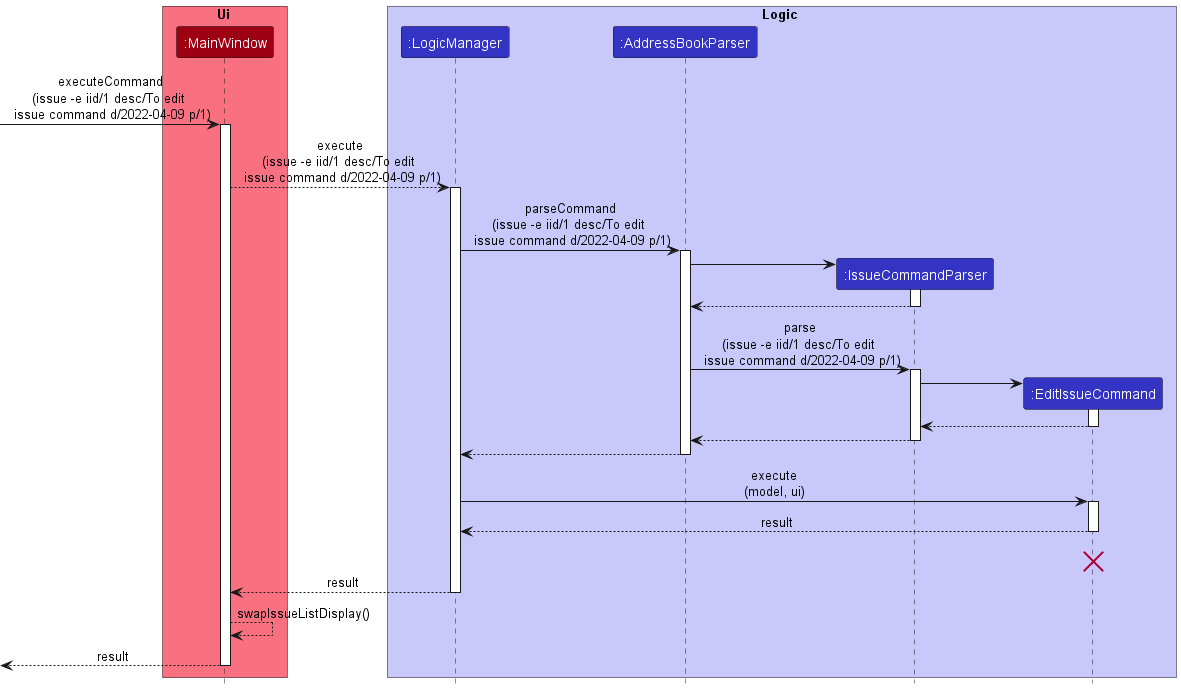 Ui
Logic
:MainWindow
:LogicManager
:AddressBookParser
executeCommand
(issue -e iid/1 desc/To edit
issue command d/2022-04-09 p/1)
execute
(issue -e iid/1 desc/To edit
issue command d/2022-04-09 p/1)
parseCommand
(issue -e iid/1 desc/To edit
issue command d/2022-04-09 p/1)
:IssueCommandParser
parse
(issue -e iid/1 desc/To edit
issue command d/2022-04-09 p/1)
:EditIssueCommand
execute
(model, ui)
result
result
swapIssueListDisplay()
result